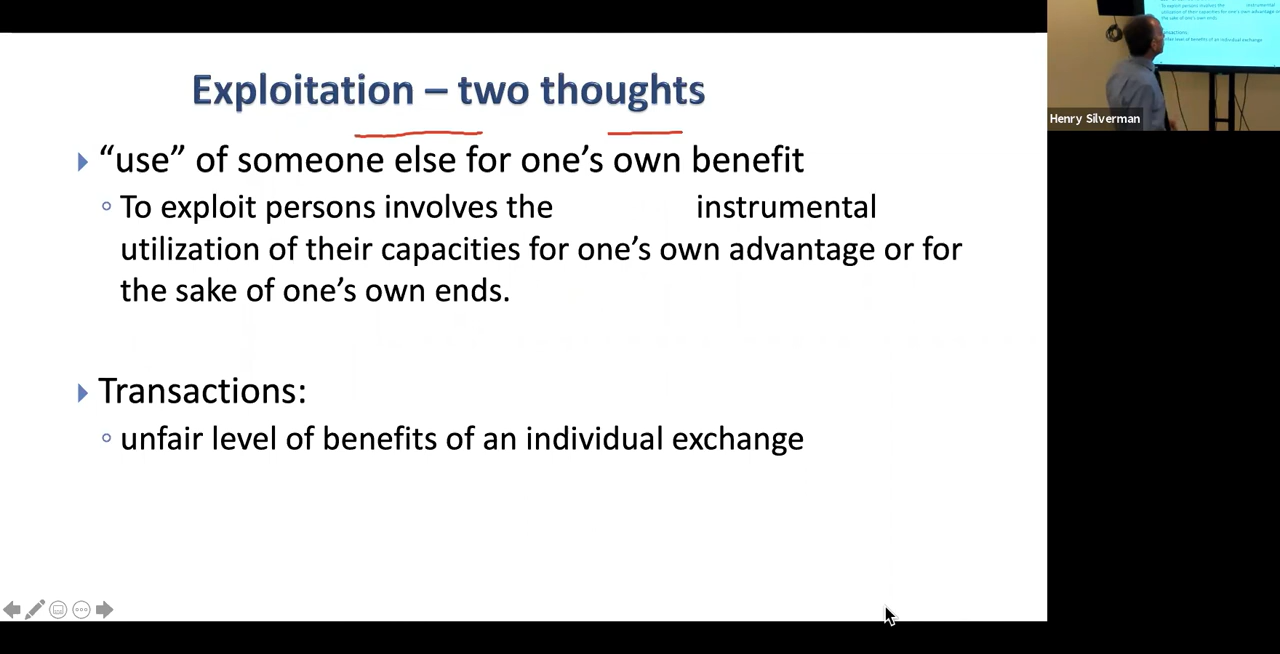 Exploitation – two thoughts
“use” of someone else for one’s own benefit
To exploit persons involves the instrumental
utilization of their capacities for one’s own advantage or for
the sake of one’s own ends.
Transactions:
unfair level of benefits of an individual exchange
Henry Silverman